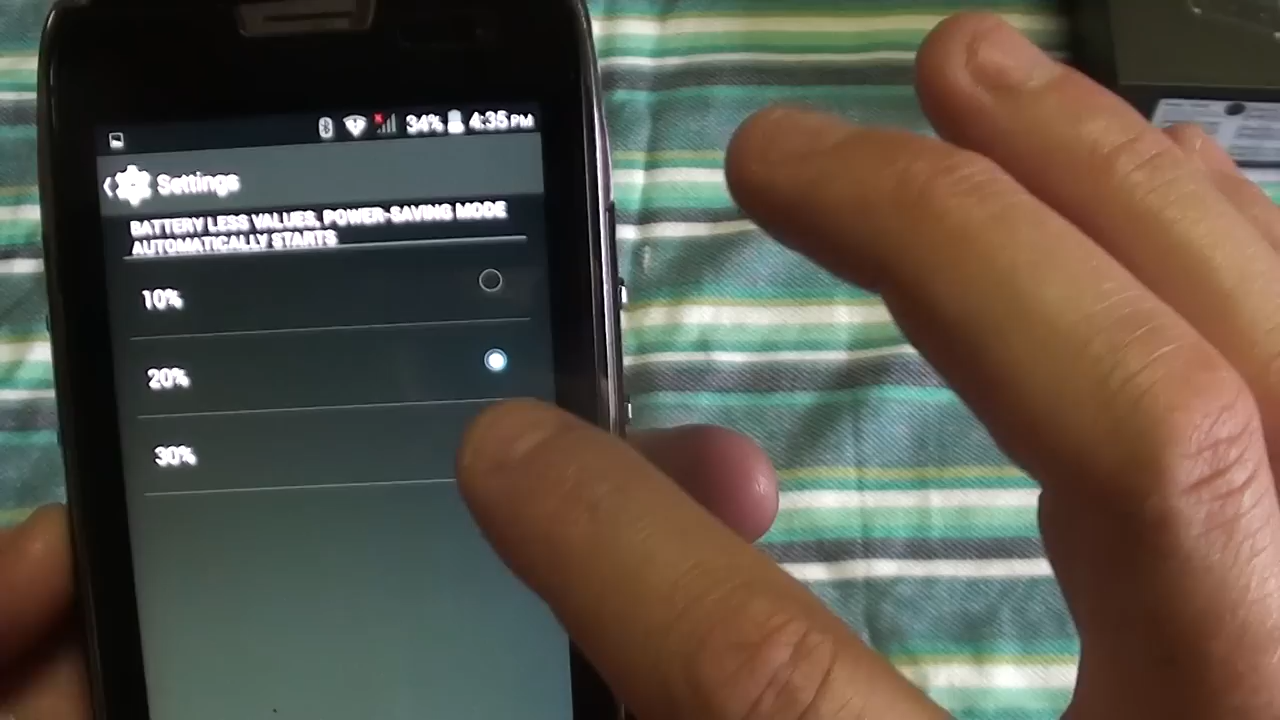 34% 4:35 PM
Settings
BATTERY LESS VALUES, POWER-SAVING MODE
AUTOMATICALLY STARTS
10%
20%
30%